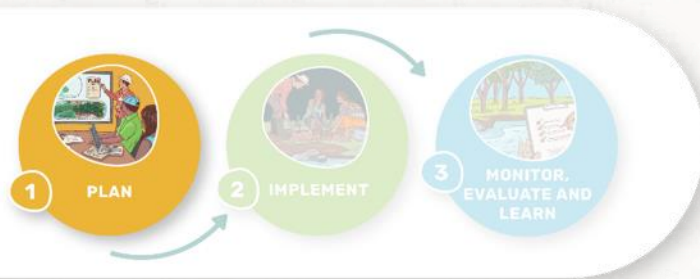 1
PLAN
2
IMPLEMENT
3
MONITOR,
EVALUATE AND
LEARN